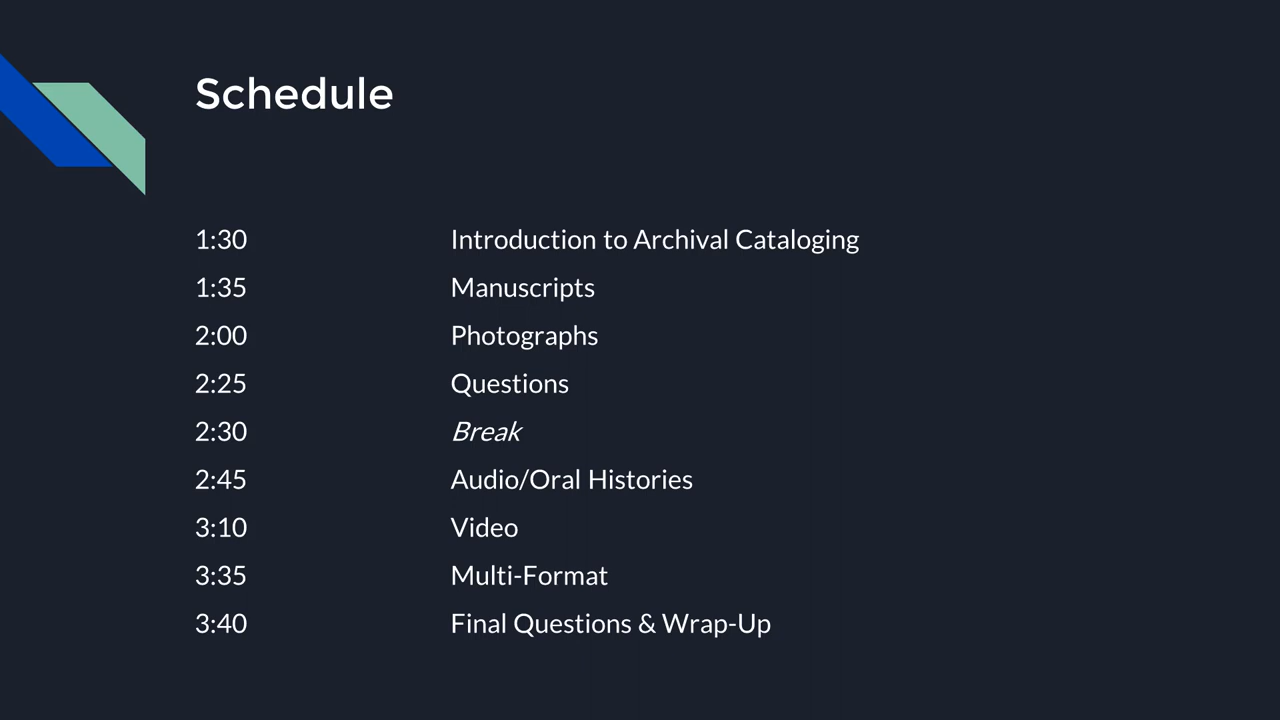 Schedule
1:30 Introduction to Archival Cataloging
1:35 Manuscripts
2:00 Photographs
2:25 Questions
2:30 Break
2:45 Audio/Oral Histories
3:10 Video
3:35 Multi-Format
3:40 Final Questions & Wrap-Up